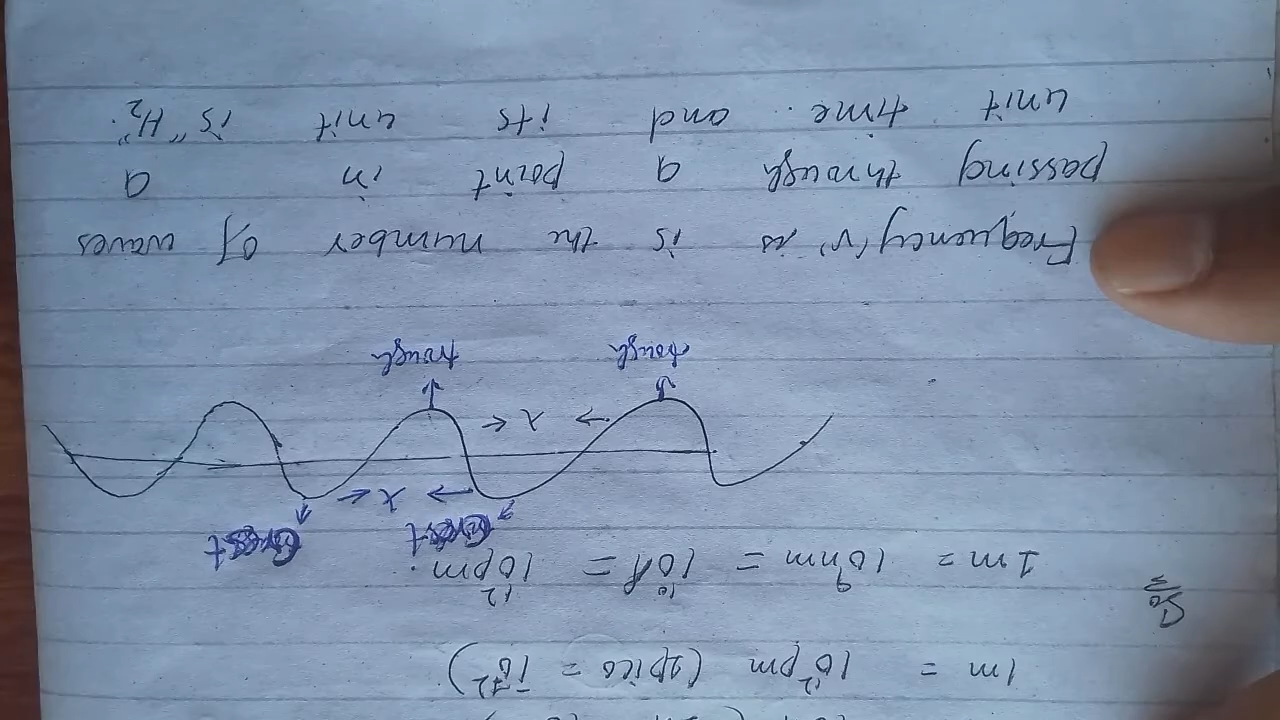 1m = 10¹²pm (1pico = 10⁻¹²)
So,
1m = 10⁹nm = 10¹⁰Å = 10¹²pm.
Crest Crest
λ
λ
trough trough
Frequency(ν) is is the number of waves
passing through a point in a
unit time. and its unit is "Hz".